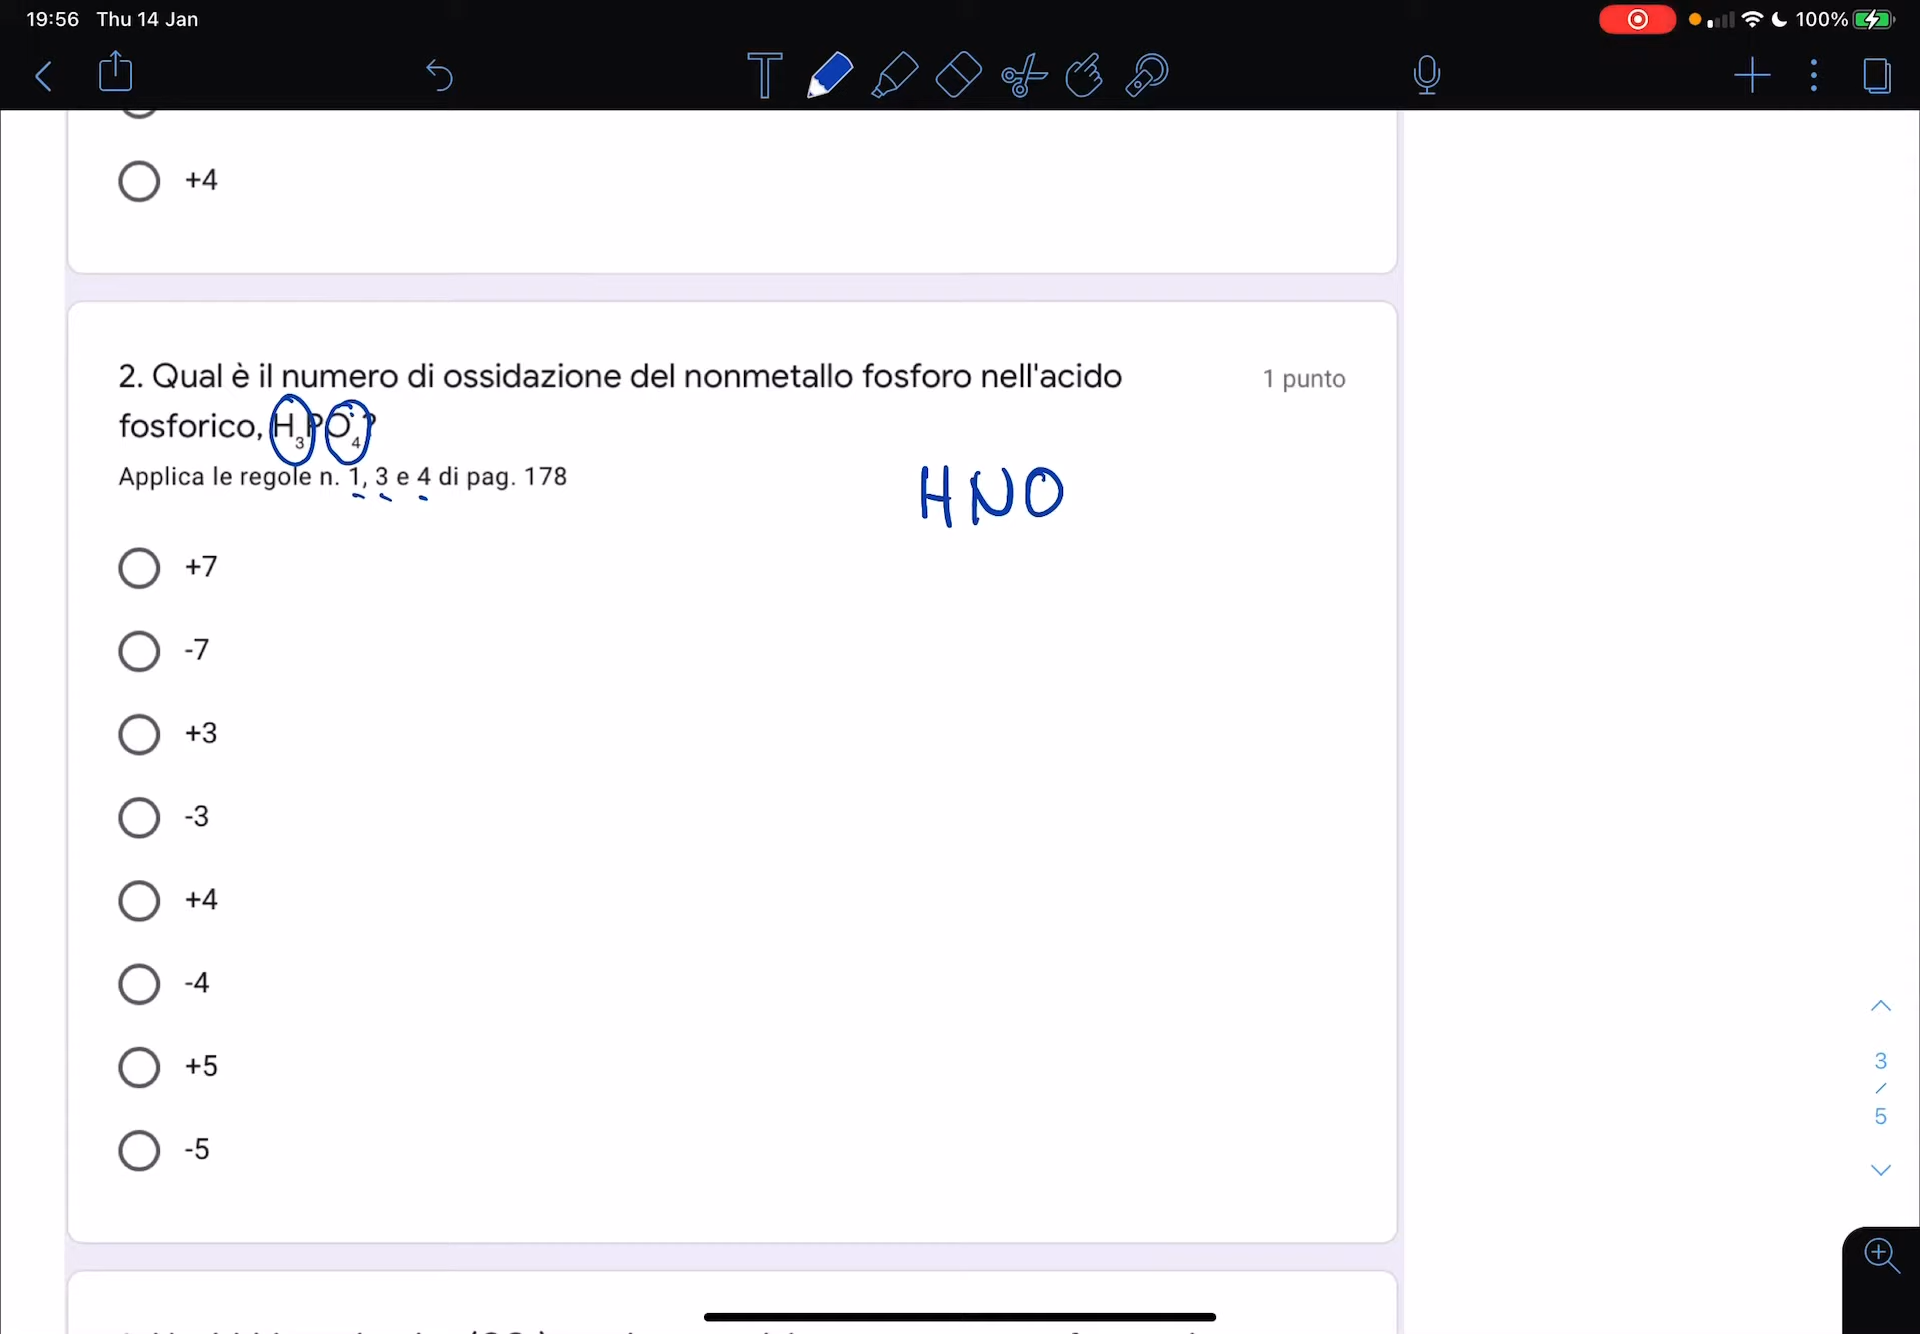 19:56 Thu 14 Jan
100%
+4
2. Qual è il numero di ossidazione del nonmetallo fosforo nell'acido
1 punto
fosforico, H₃PO₄?
Applica le regole n. 1, 3 e 4 di pag. 178
HNO
+7
-7
+3
-3
+4
-4
+5
-5
3
/
5